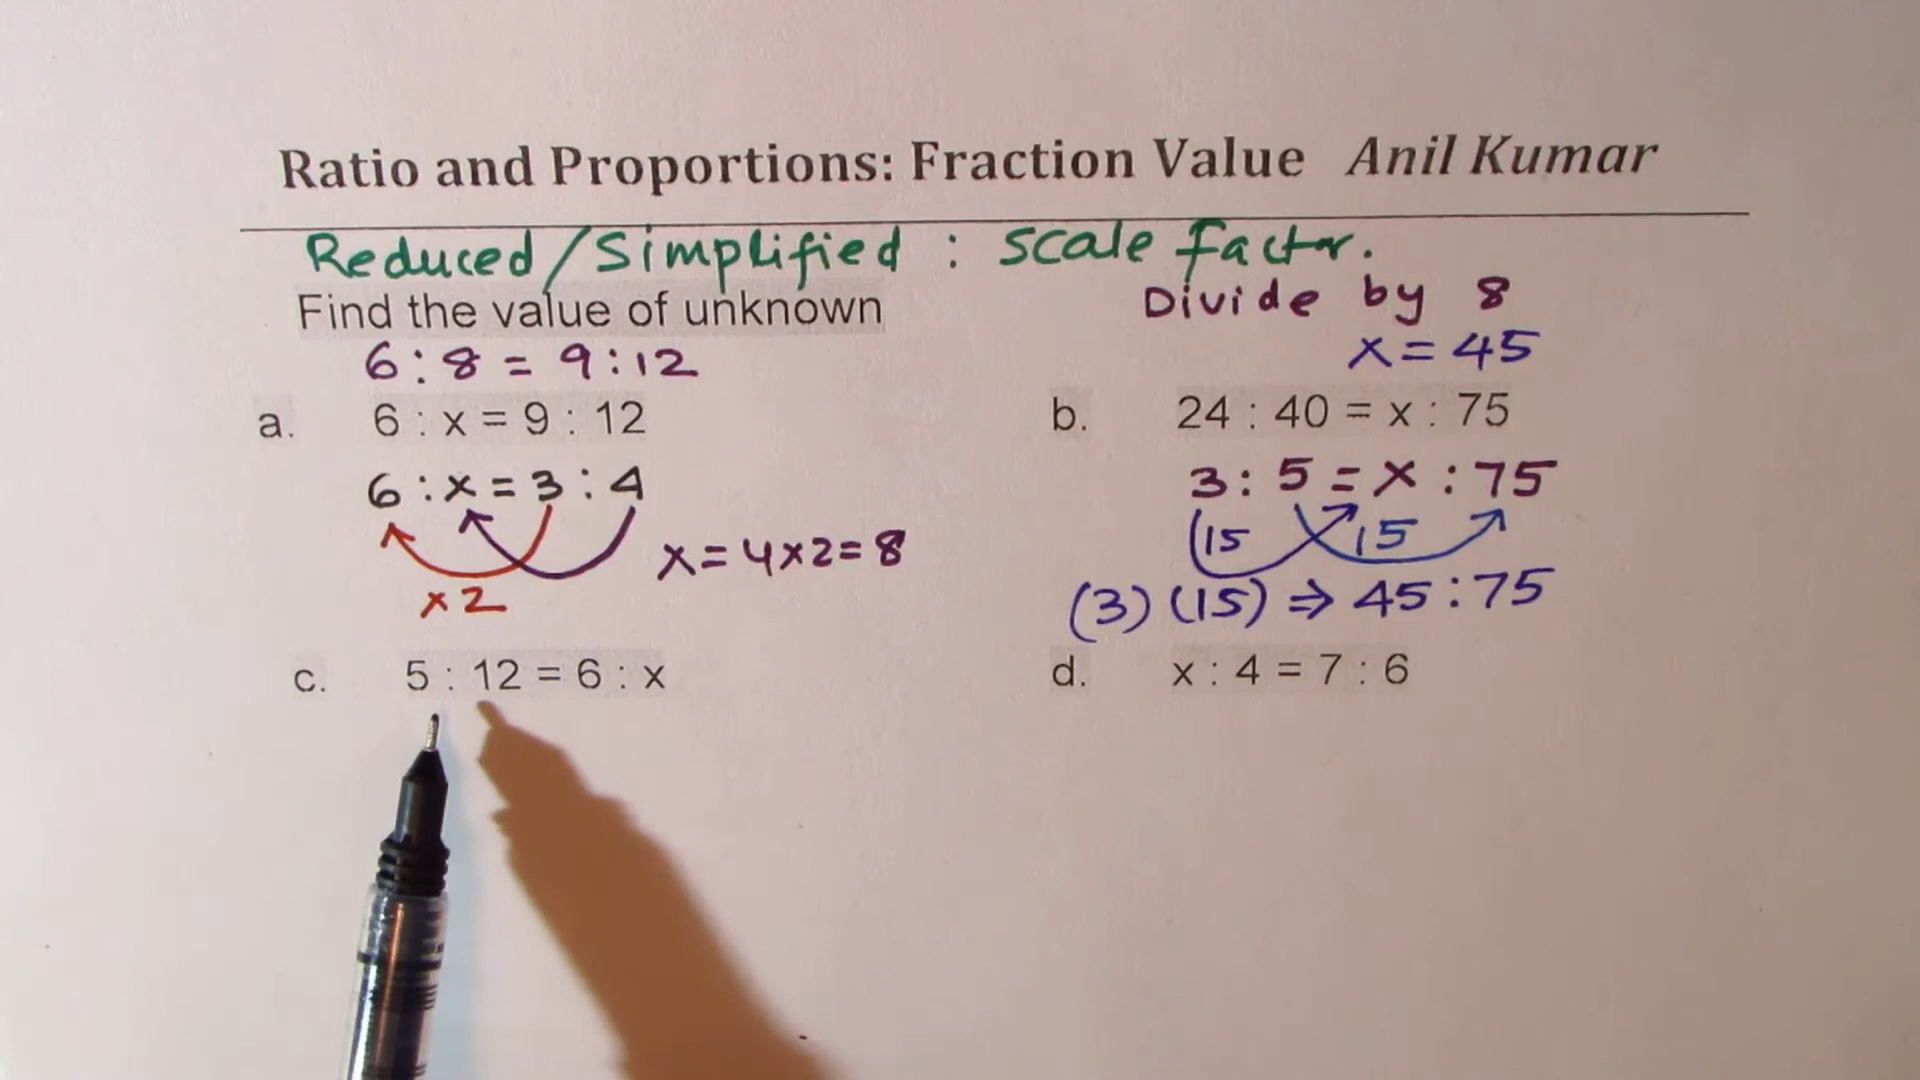 Ratio and Proportions: Fraction Value Anil Kumar
Reduced/Simplified : Scale factor.
Find the value of unknown
Divide by 8
6 : 8 = 9 : 12
x = 45
a. 6 : x = 9 : 12
b. 24 : 40 = x : 75
6 : x = 3 : 4
3 : 5 = x : 75
x = 4 x 2 = 8
(15 15
x 2
(3) (15) ⇒ 45 : 75
c. 5 : 12 = 6 : x
d. x : 4 = 7 : 6